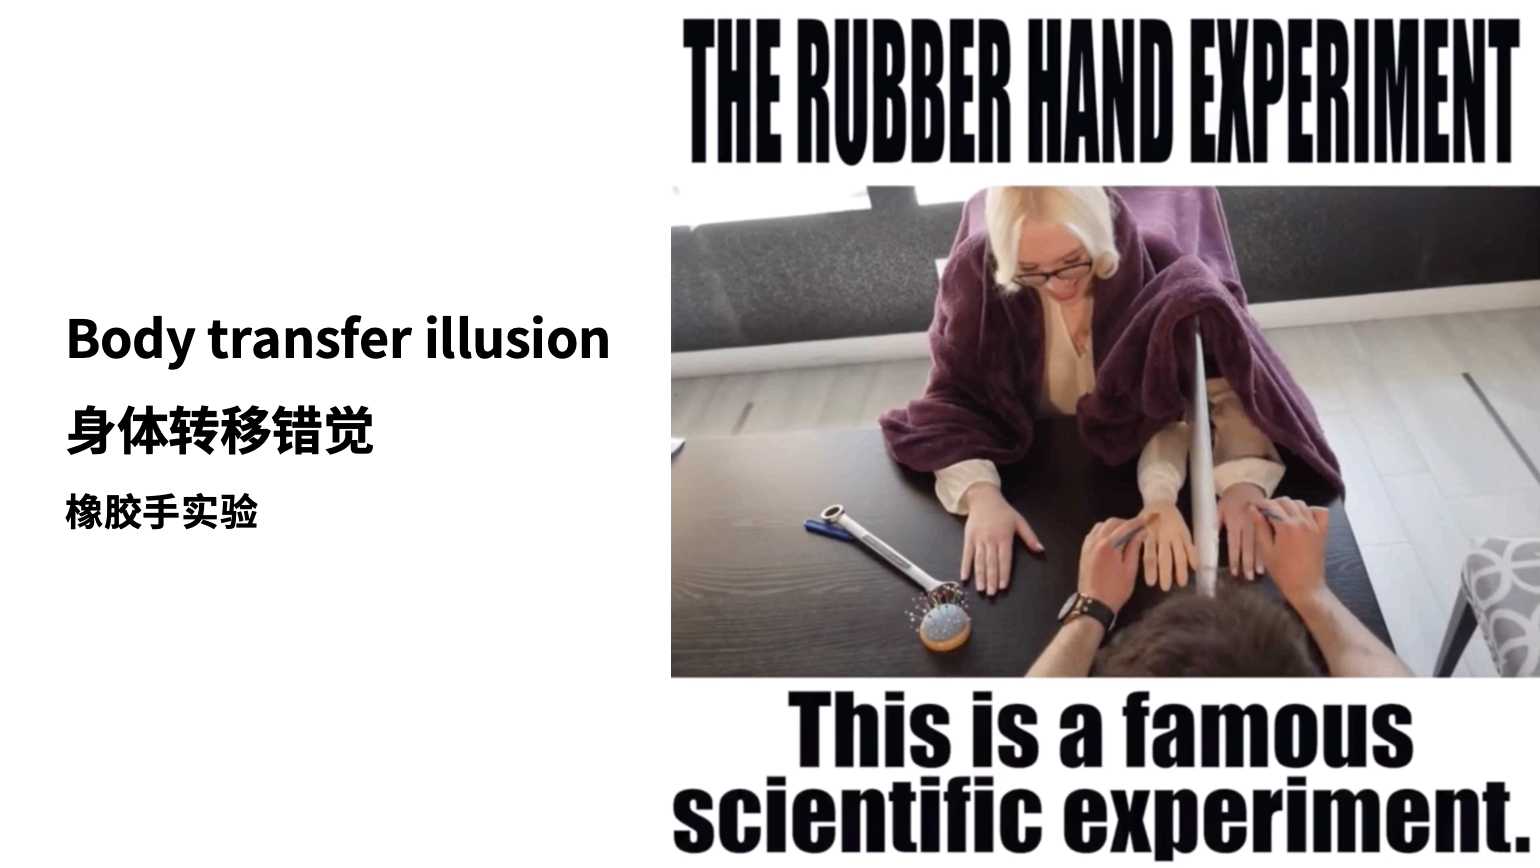 Body transfer illusion
身体转移错觉
橡胶手实验
THE RUBBER HAND EXPERIMENT
This is a famous
scientific experiment.